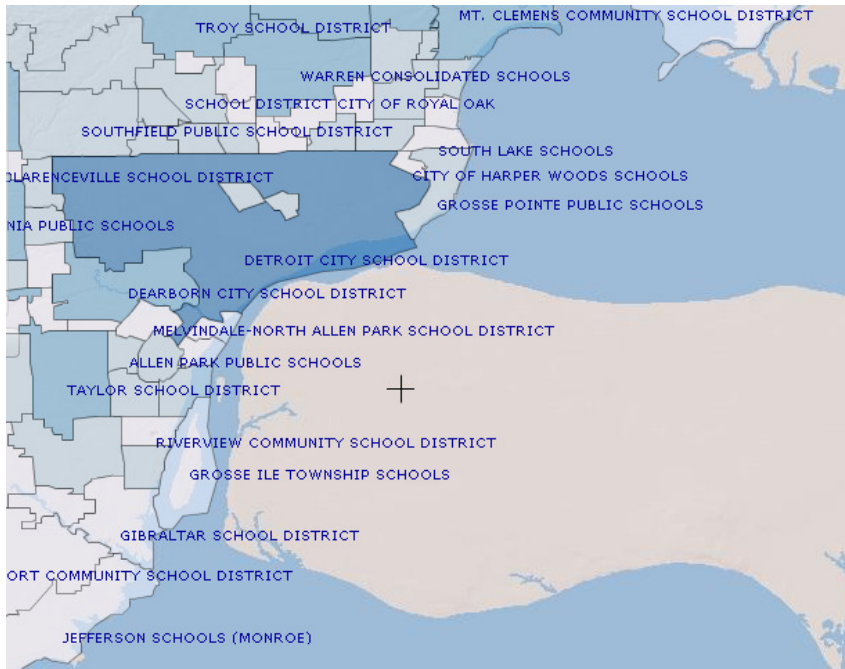 MT. CLEMENS COMMUNITY SCHOOL DISTRICT
TROY SCHOOL DISTRICT
WARREN CONSOLIDATED SCHOOLS
SCHOOL DISTRICT CITY OF ROYAL OAK
SOUTHFIELD PUBLIC SCHOOL DISTRICT
SOUTH LAKE SCHOOLS
CLARENCEVILLE SCHOOL DISTRICT
CITY OF HARPER WOODS SCHOOLS
GROSSE POINTE PUBLIC SCHOOLS
NIA PUBLIC SCHOOLS
DETROIT CITY SCHOOL DISTRICT
DEARBORN CITY SCHOOL DISTRICT
MELVINDALE-NORTH ALLEN PARK SCHOOL DISTRICT
ALLEN PARK PUBLIC SCHOOLS
TAYLOR SCHOOL DISTRICT
RIVERVIEW COMMUNITY SCHOOL DISTRICT
GROSSE ILE TOWNSHIP SCHOOLS
GIBRALTAR SCHOOL DISTRICT
ORT COMMUNITY SCHOOL DISTRICT
JEFFERSON SCHOOLS (MONROE)